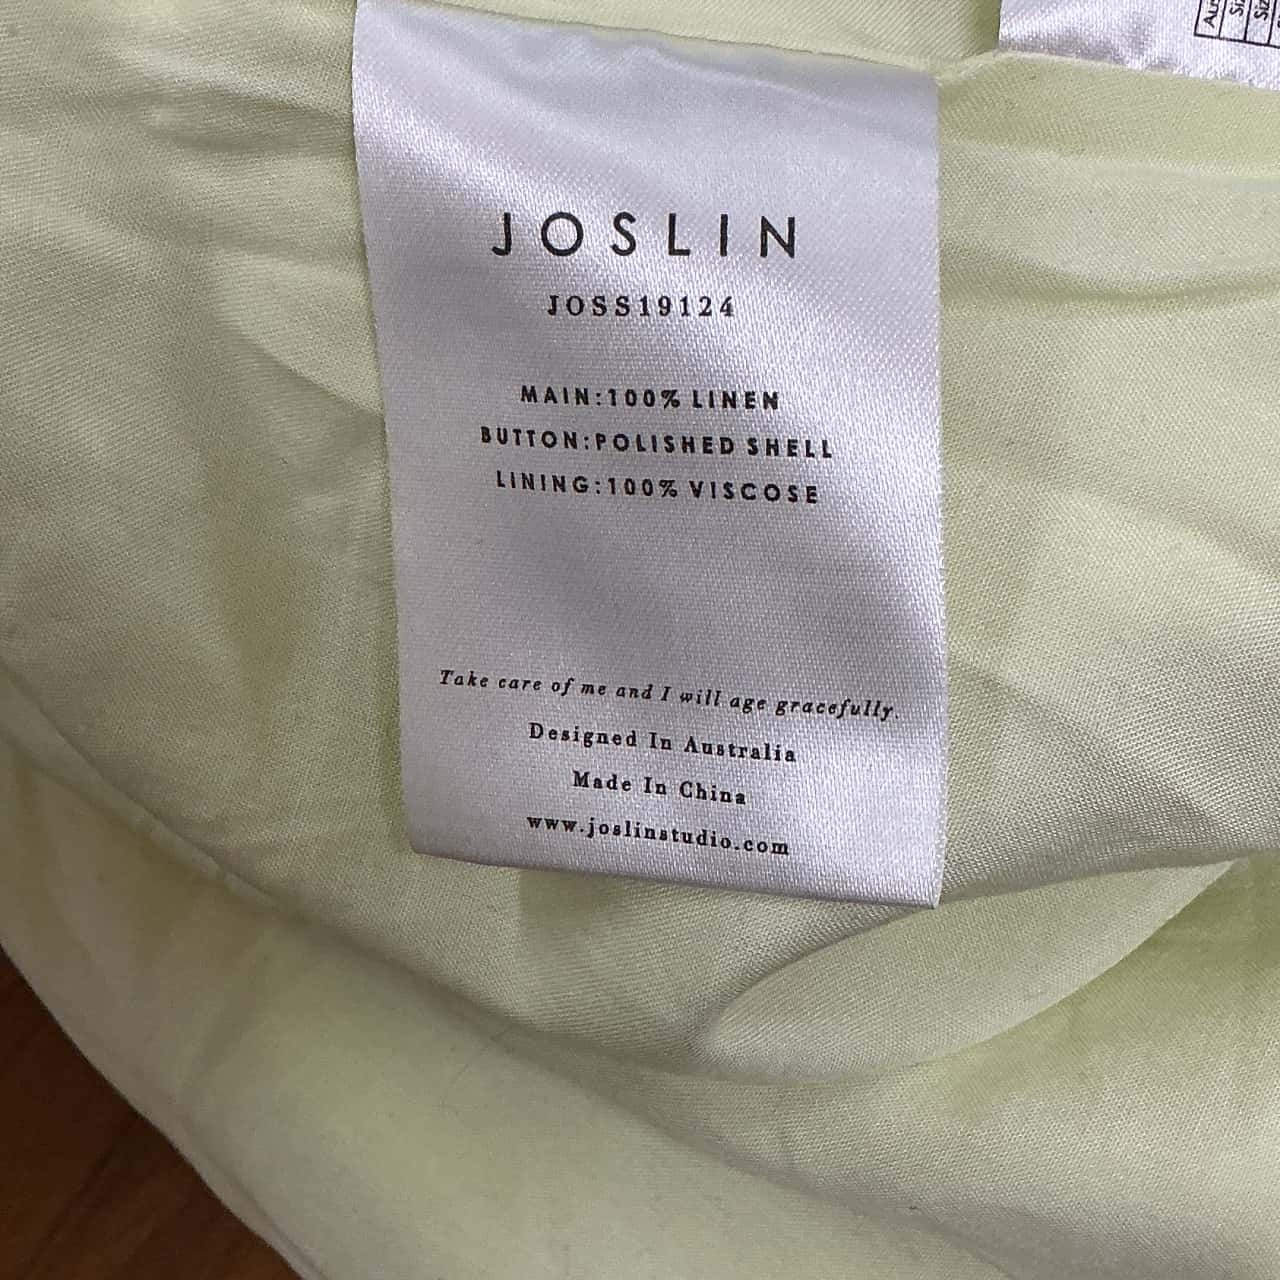 JOSLIN
JOSS19124
MAIN:100% LINEN
BUTTON:POLISHED SHELL
LINING:100% VISCOSE
Take care of me and I will age gracefully.
Designed In Australia
Made In China
www.joslinstudio.com